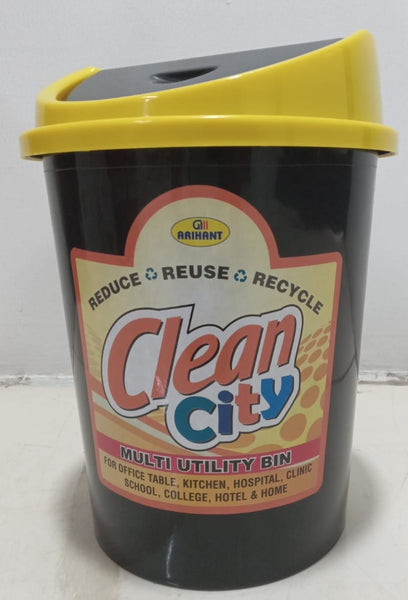 GM
ARIHANT
REDUCE REUSE RECYCLE
Clean
City
MULTI UTILITY BIN
FOR OFFICE TABLE, KITCHEN, HOSPITAL, CLINIC
SCHOOL, COLLEGE, HOTEL & HOME